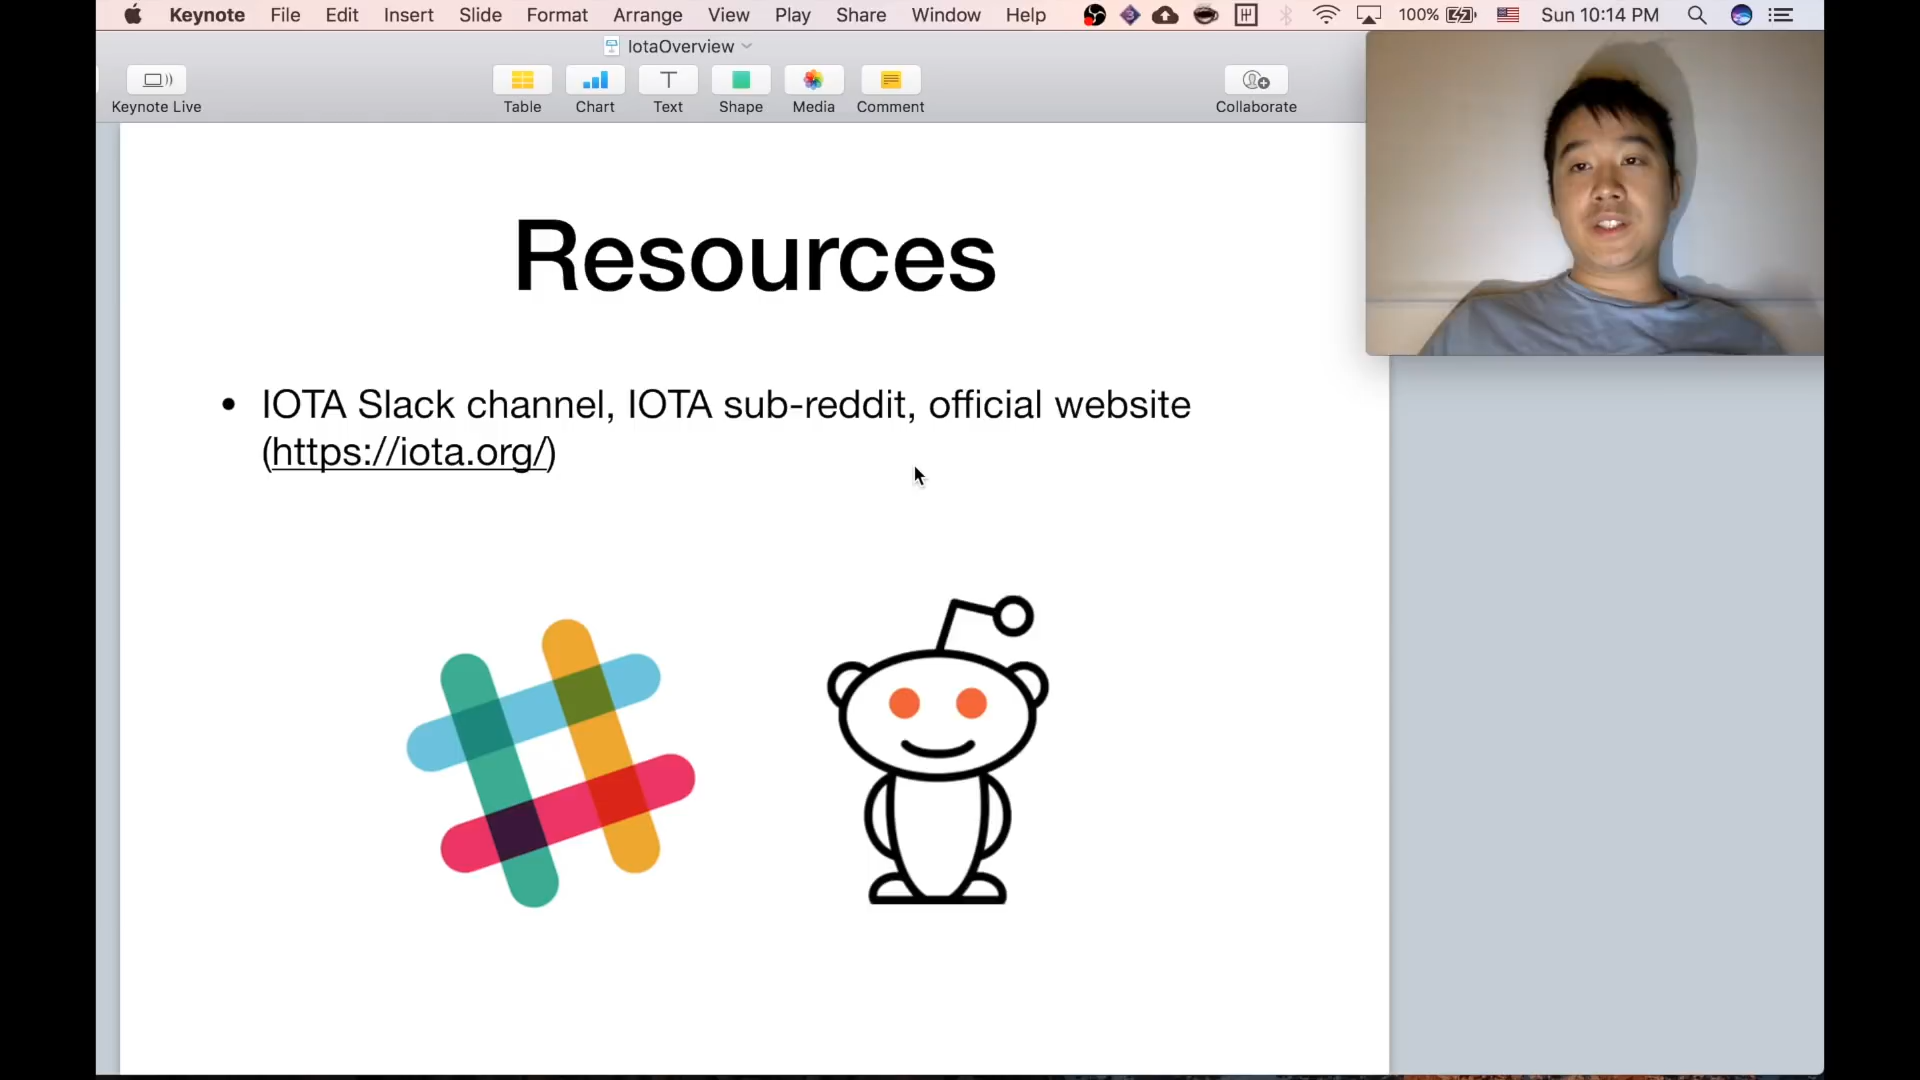 Keynote File Edit Insert Slide Format Arrange View Play Share Window Help 3 100% Sun 10:14 PM
IotaOverview
Keynote Live Table Chart Text Shape Media Comment Collaborate
Resources
• IOTA Slack channel, IOTA sub-reddit, official website
(https://iota.org/)